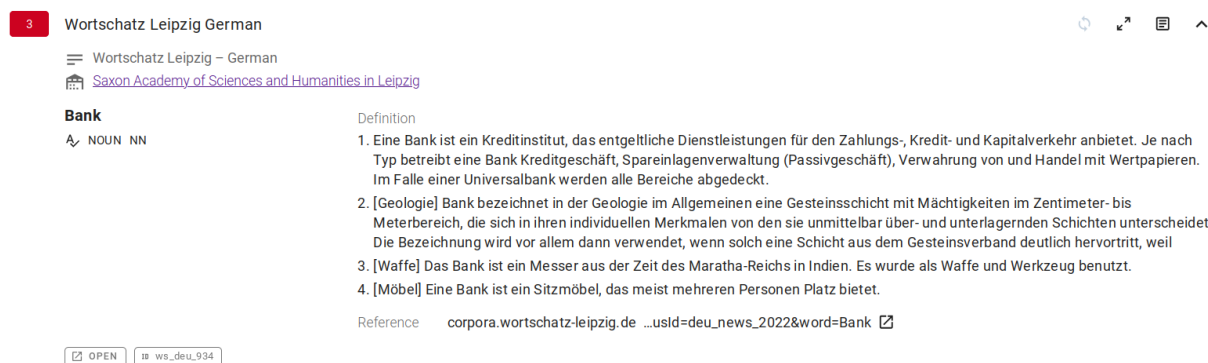 3 Wortschatz Leipzig German
Wortschatz Leipzig – German
Saxon Academy of Sciences and Humanities in Leipzig
Bank
NOUN NN
Definition
1. Eine Bank ist ein Kreditinstitut, das entgeltliche Dienstleistungen für den Zahlungs-, Kredit- und Kapitalverkehr anbietet. Je nach
Typ betreibt eine Bank Kreditgeschäft, Spareinlagenverwaltung (Passivgeschäft), Verwahrung von und Handel mit Wertpapieren.
Im Falle einer Universalbank werden alle Bereiche abgedeckt.
2. [Geologie] Bank bezeichnet in der Geologie im Allgemeinen eine Gesteinsschicht mit Mächtigkeiten im Zentimeter- bis
Meterbereich, die sich in ihren individuellen Merkmalen von den sie unmittelbar über- und unterlagernden Schichten unterscheidet
Die Bezeichnung wird vor allem dann verwendet, wenn solch eine Schicht aus dem Gesteinsverband deutlich hervortritt, weil
3. [Waffe] Das Bank ist ein Messer aus der Zeit des Maratha-Reichs in Indien. Es wurde als Waffe und Werkzeug benutzt.
4. [Möbel] Eine Bank ist ein Sitzmöbel, das meist mehreren Personen Platz bietet.
Reference corpora.wortschatz-leipzig.de …usId=deu_news_2022&word=Bank
OPEN ID ws_deu_934